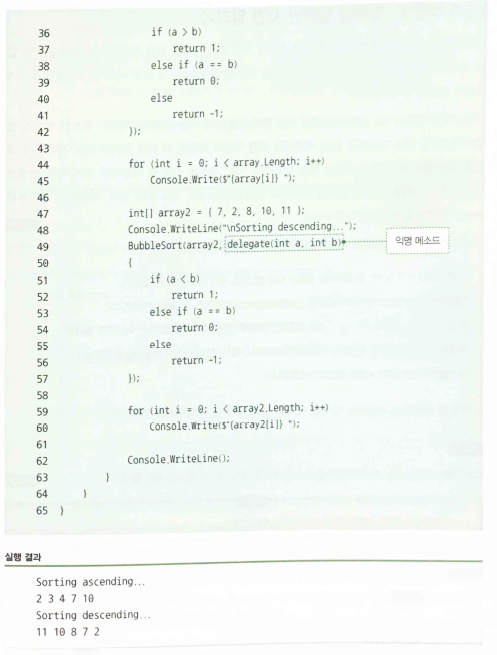 36 if (a > b)
37 return 1;
38 else if (a == b)
39 return 0;
40 else
41 return -1;
42 });
43
44 for (int i = 0; i < array.Length; i++)
45 Console.Write($"{array[i]} ");
46
47 int[] array2 = { 7, 2, 8, 10, 11 };
48 Console.WriteLine("\nSorting descending...");
49 BubbleSort(array2, delegate(int a, int b) 익명 메소드
50 {
51 if (a < b)
52 return 1;
53 else if (a == b)
54 return 0;
55 else
56 return -1;
57 });
58
59 for (int i = 0; i < array2.Length; i++)
60 Console.Write($"{array2[i]} ");
61
62 Console.WriteLine();
63 }
64 }
65 }
실행 결과
Sorting ascending...
2 3 4 7 10
Sorting descending...
11 10 8 7 2